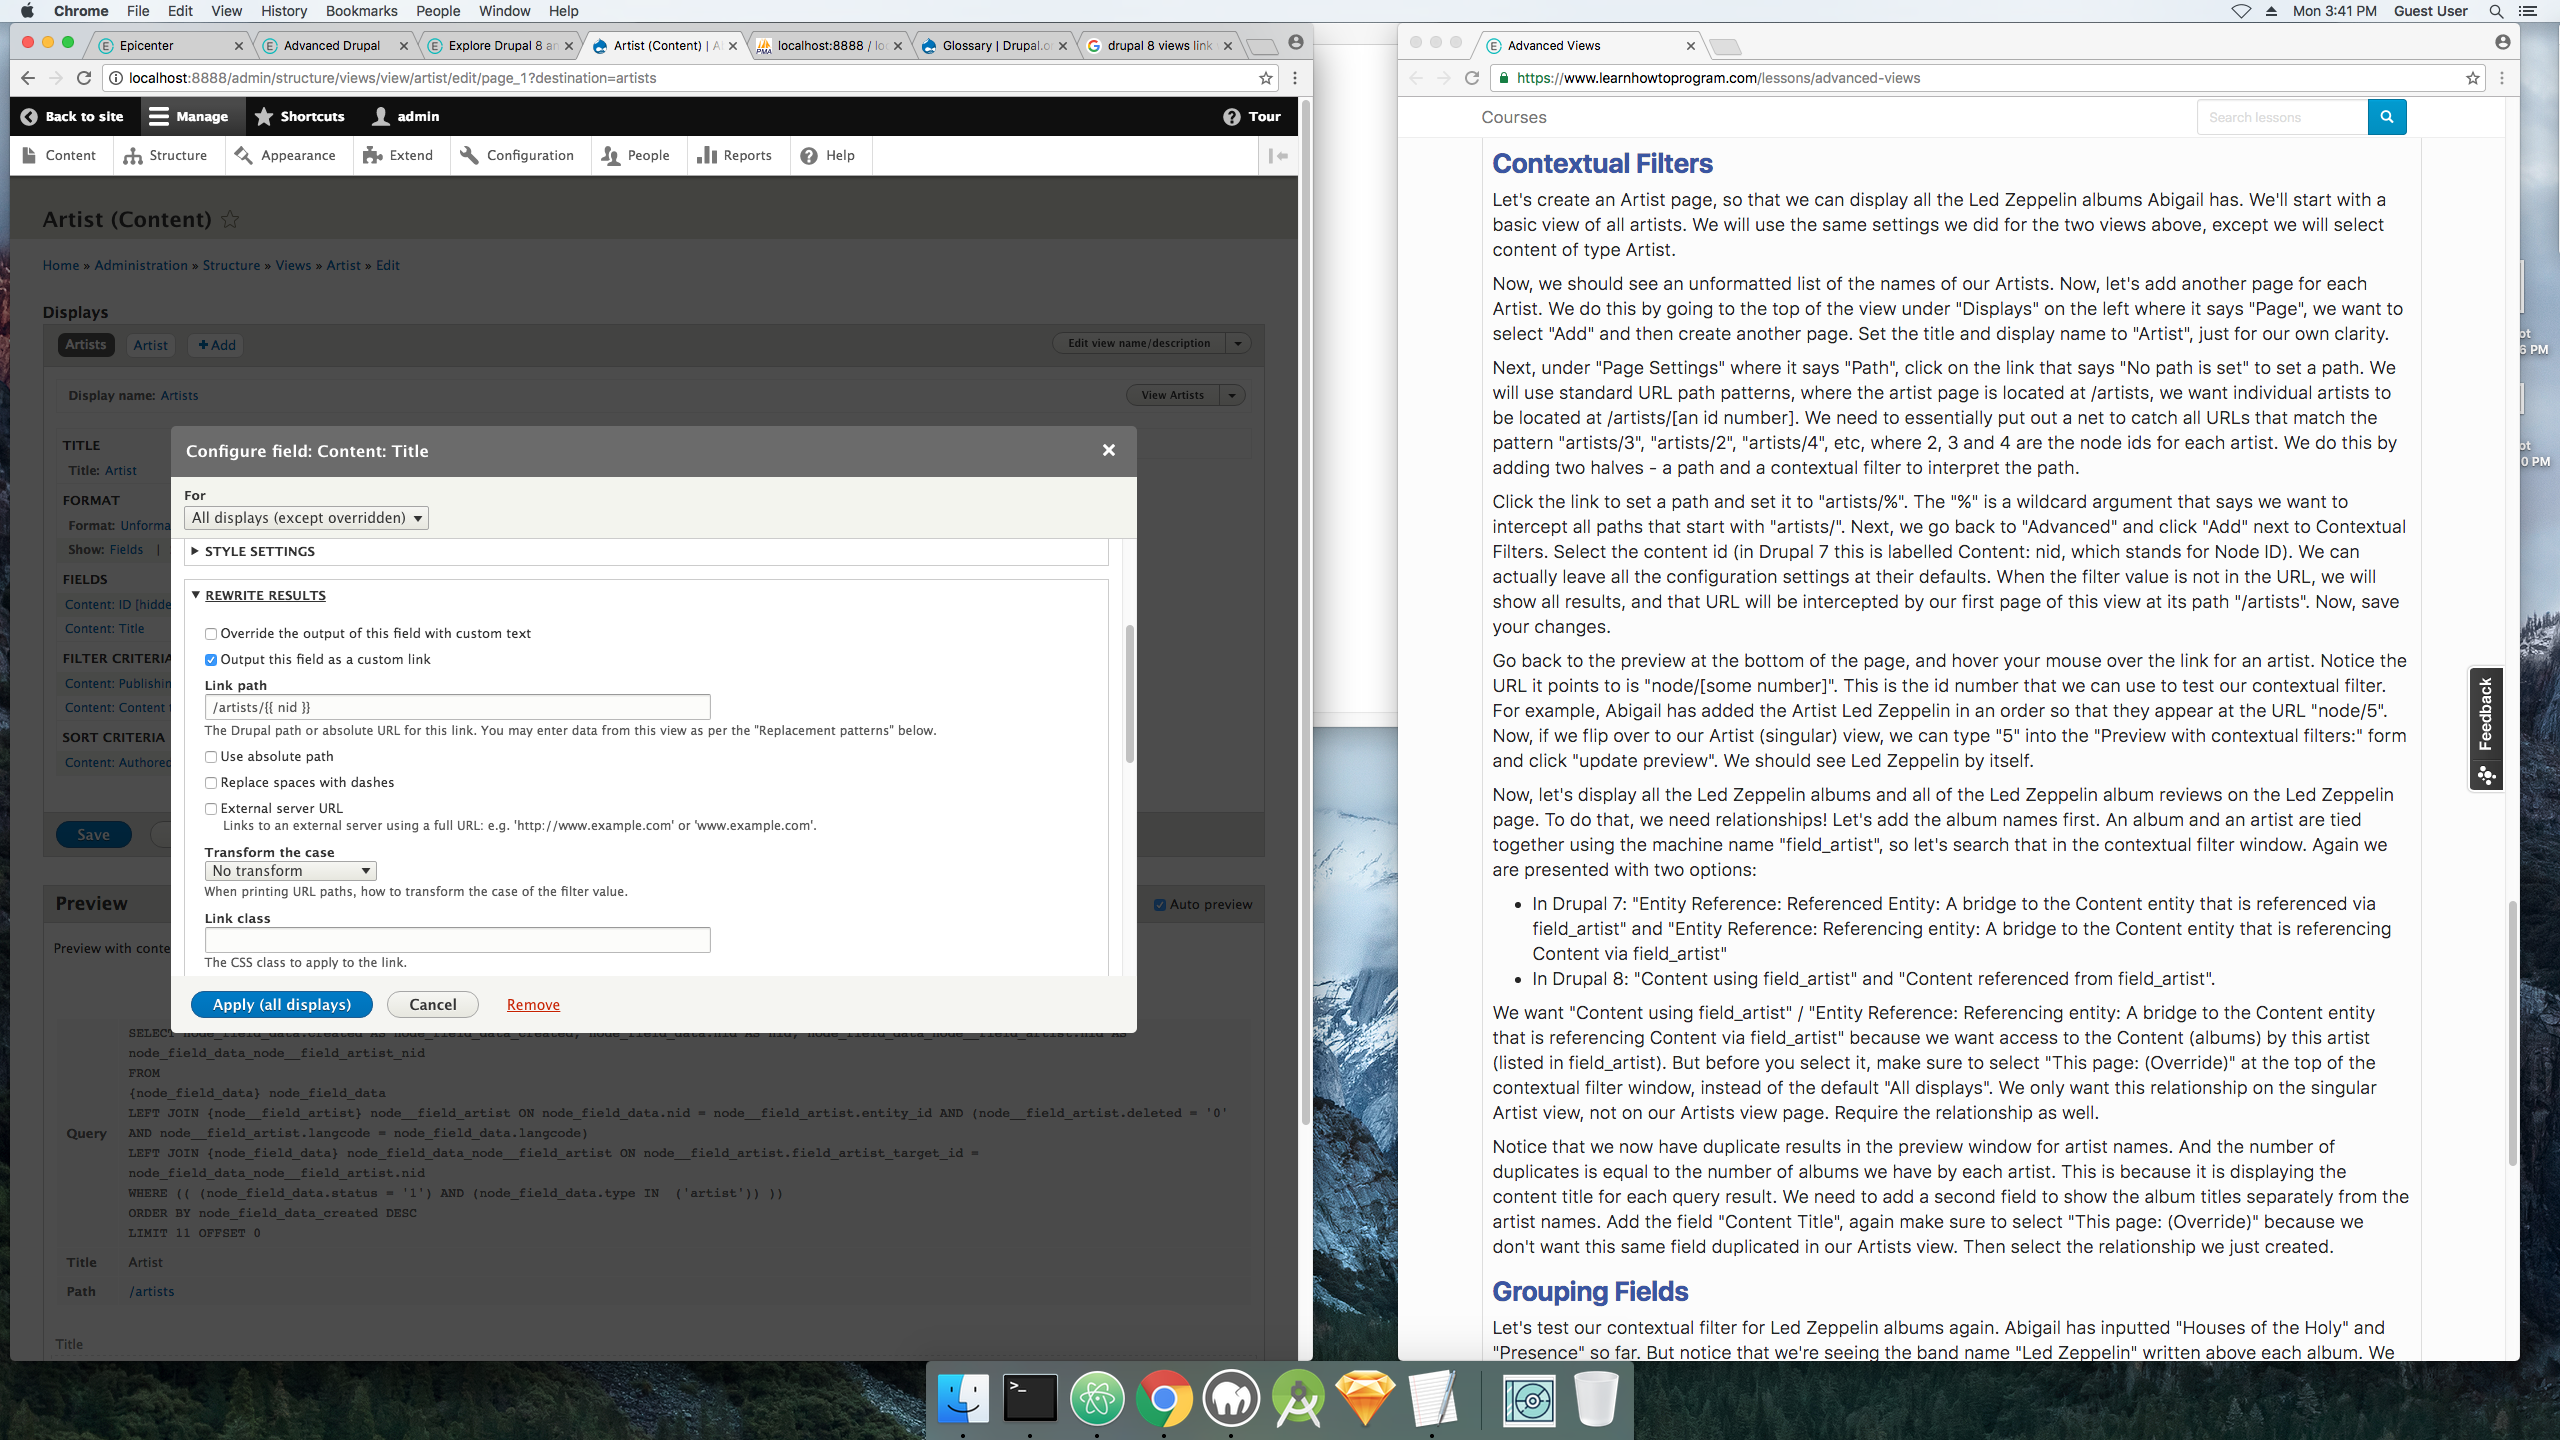 Chrome File Edit View History Bookmarks People Window Help
Mon 3:41 PM Guest User
Epicenter
Advanced Drupal
Explore Drupal 8 an
Artist (Content) | A
localhost:8888 / lo
Glossary | Drupal.o
drupal 8 views link
localhost:8888/admin/structure/views/view/artist/edit/page_1?destination=artists
Back to site Manage Shortcuts admin Tour
Content Structure Appearance Extend Configuration People Reports Help
Artist (Content)
Home » Administration » Structure » Views » Artist » Edit
Displays
Artists Artist + Add Edit view name/description
Display name: Artists View Artists
TITLE
Title: Artist
FORMAT
Format: Unforma
Show: Fields |
FIELDS
Content: ID [hidde
Content: Title
FILTER CRITERIA
Content: Publishin
Content: Content t
SORT CRITERIA
Content: Authored
Save
Configure field: Content: Title
For
All displays (except overridden)
STYLE SETTINGS
REWRITE RESULTS
Override the output of this field with custom text
Output this field as a custom link
Link path
/artists/{{ nid }}
The Drupal path or absolute URL for this link. You may enter data from this view as per the "Replacement patterns" below.
Use absolute path
Replace spaces with dashes
External server URL
Links to an external server using a full URL: e.g. 'http://www.example.com' or 'www.example.com'.
Transform the case
No transform
When printing URL paths, how to transform the case of the filter value.
Link class
The CSS class to apply to the link.
Apply (all displays) Cancel Remove
Preview
Auto preview
Preview with conte
SELECT node_field_data.created AS node_field_data_created, node_field_data.nid AS nid, node_field_data_node__field_artist.nid AS
node_field_data_node__field_artist_nid
FROM
{node_field_data} node_field_data
LEFT JOIN {node__field_artist} node__field_artist ON node_field_data.nid = node__field_artist.entity_id AND (node__field_artist.deleted = '0'
Query AND node__field_artist.langcode = node_field_data.langcode)
LEFT JOIN {node_field_data} node_field_data_node__field_artist ON node__field_artist.field_artist_target_id =
node_field_data_node__field_artist.nid
WHERE (( (node_field_data.status = '1') AND (node_field_data.type IN ('artist')) ))
ORDER BY node_field_data_created DESC
LIMIT 11 OFFSET 0
Title Artist
Path /artists
Title
Advanced Views
https://www.learnhowtoprogram.com/lessons/advanced-views
Courses
Search lessons
Contextual Filters
Let's create an Artist page, so that we can display all the Led Zeppelin albums Abigail has. We'll start with a
basic view of all artists. We will use the same settings we did for the two views above, except we will select
content of type Artist.
Now, we should see an unformatted list of the names of our Artists. Now, let's add another page for each
Artist. We do this by going to the top of the view under "Displays" on the left where it says "Page", we want to
select "Add" and then create another page. Set the title and display name to "Artist", just for our own clarity.
Next, under "Page Settings" where it says "Path", click on the link that says "No path is set" to set a path. We
will use standard URL path patterns, where the artist page is located at /artists, we want individual artists to
be located at /artists/[an id number]. We need to essentially put out a net to catch all URLs that match the
pattern "artists/3", "artists/2", "artists/4", etc, where 2, 3 and 4 are the node ids for each artist. We do this by
adding two halves - a path and a contextual filter to interpret the path.
Click the link to set a path and set it to "artists/%". The "%" is a wildcard argument that says we want to
intercept all paths that start with "artists/". Next, we go back to "Advanced" and click "Add" next to Contextual
Filters. Select the content id (in Drupal 7 this is labelled Content: nid, which stands for Node ID). We can
actually leave all the configuration settings at their defaults. When the filter value is not in the URL, we will
show all results, and that URL will be intercepted by our first page of this view at its path "/artists". Now, save
your changes.
Go back to the preview at the bottom of the page, and hover your mouse over the link for an artist. Notice the
URL it points to is "node/[some number]". This is the id number that we can use to test our contextual filter.
For example, Abigail has added the Artist Led Zeppelin in an order so that they appear at the URL "node/5".
Now, if we flip over to our Artist (singular) view, we can type "5" into the "Preview with contextual filters:" form
and click "update preview". We should see Led Zeppelin by itself.
Now, let's display all the Led Zeppelin albums and all of the Led Zeppelin album reviews on the Led Zeppelin
page. To do that, we need relationships! Let's add the album names first. An album and an artist are tied
together using the machine name "field_artist", so let's search that in the contextual filter window. Again we
are presented with two options:
• In Drupal 7: "Entity Reference: Referenced Entity: A bridge to the Content entity that is referenced via
field_artist" and "Entity Reference: Referencing entity: A bridge to the Content entity that is referencing
Content via field_artist"
• In Drupal 8: "Content using field_artist" and "Content referenced from field_artist".
We want "Content using field_artist" / "Entity Reference: Referencing entity: A bridge to the Content entity
that is referencing Content via field_artist" because we want access to the Content (albums) by this artist
(listed in field_artist). But before you select it, make sure to select "This page: (Override)" at the top of the
contextual filter window, instead of the default "All displays". We only want this relationship on the singular
Artist view, not on our Artists view page. Require the relationship as well.
Notice that we now have duplicate results in the preview window for artist names. And the number of
duplicates is equal to the number of albums we have by each artist. This is because it is displaying the
content title for each query result. We need to add a second field to show the album titles separately from the
artist names. Add the field "Content Title", again make sure to select "This page: (Override)" because we
don't want this same field duplicated in our Artists view. Then select the relationship we just created.
Grouping Fields
Let's test our contextual filter for Led Zeppelin albums again. Abigail has inputted "Houses of the Holy" and
"Presence" so far. But notice that we're seeing the band name "Led Zeppelin" written above each album. We
Feedback
ot
6 PM
ot
0 PM